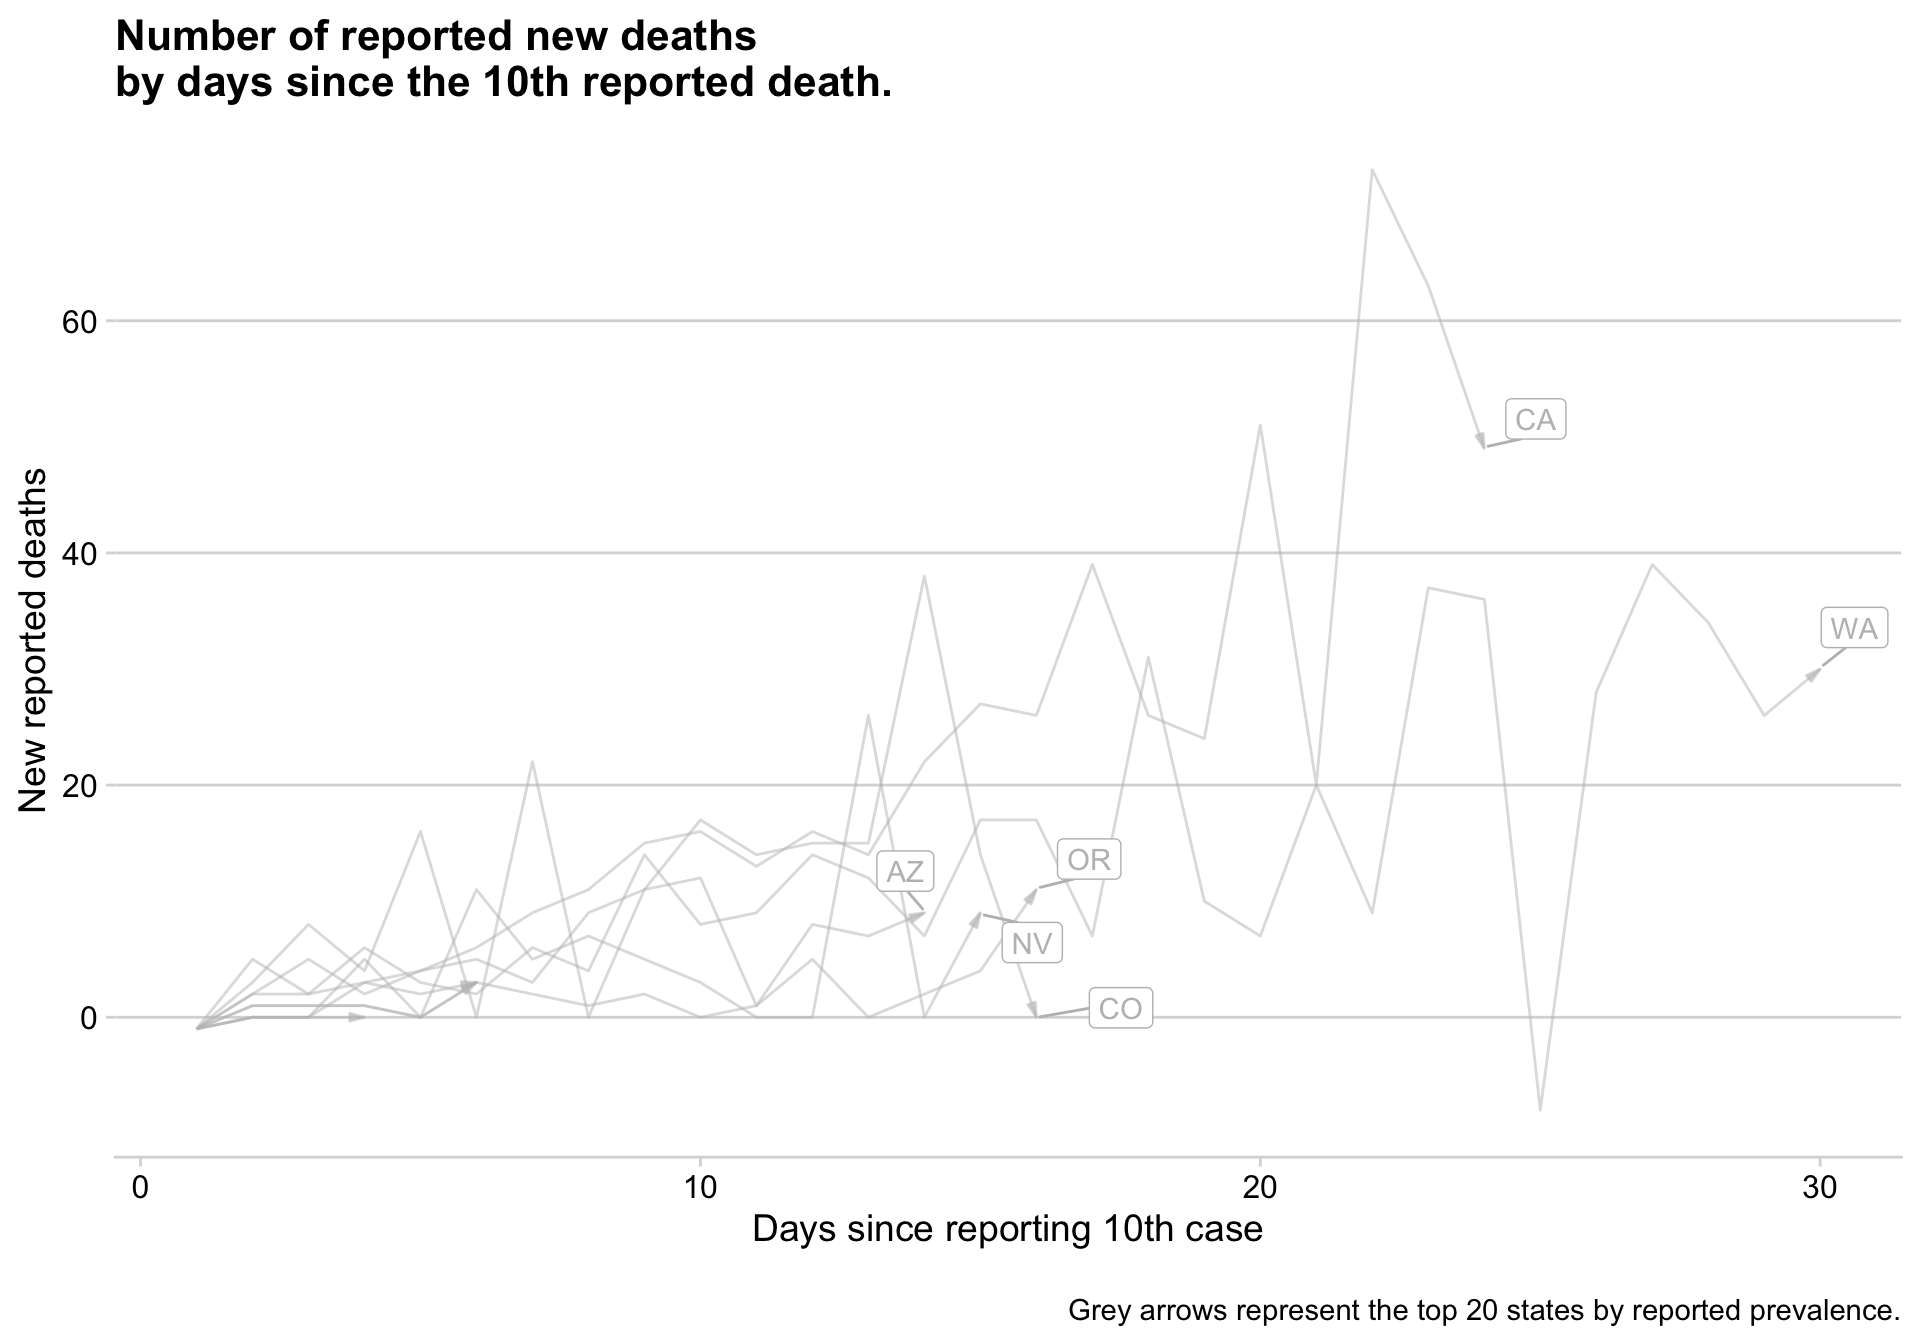 Number of reported new deaths
by days since the 10th reported death.
New reported deaths
60
40
20
0
CA
WA
AZ
OR
NV
CO
0
10
20
30
Days since reporting 10th case
Grey arrows represent the top 20 states by reported prevalence.